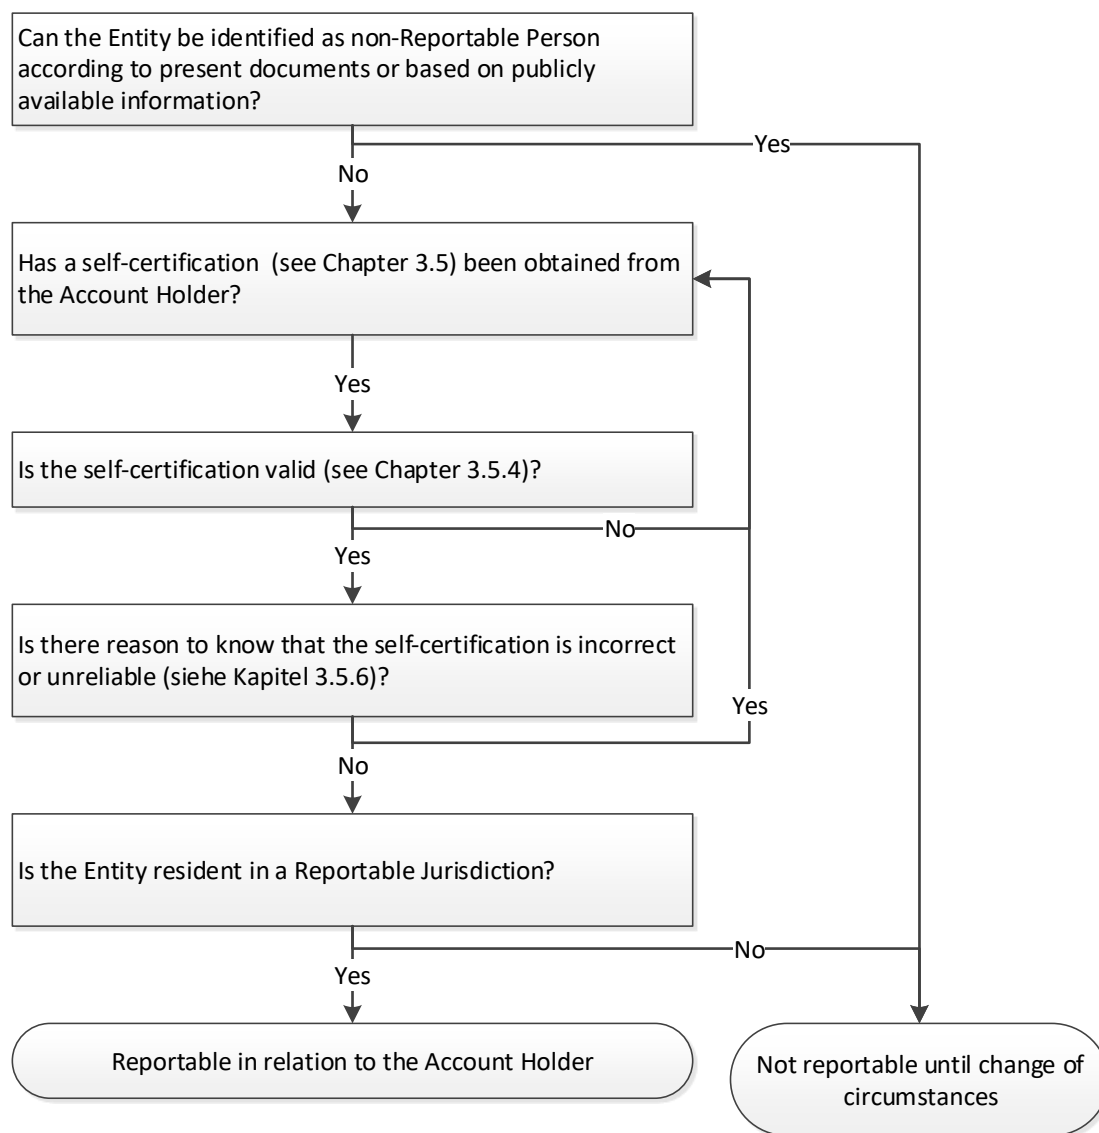 Can the Entity be identified as non-Reportable Person
according to present documents or based on publicly
available information?
Yes
No
Has a self-certification  (see Chapter 3.5) been obtained from
the Account Holder?
Yes
Is the self-certification valid (see Chapter 3.5.4)?
No
Yes
Is there reason to know that the self-certification is incorrect
or unreliable (siehe Kapitel 3.5.6)?
Yes
No
Is the Entity resident in a Reportable Jurisdiction?
No
Yes
Reportable in relation to the Account Holder
Not reportable until change of
circumstances